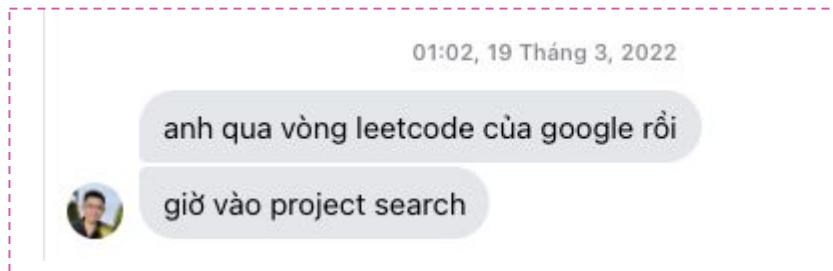 01:02, 19 Tháng 3, 2022
anh qua vòng leetcode của google rồi
giờ vào project search